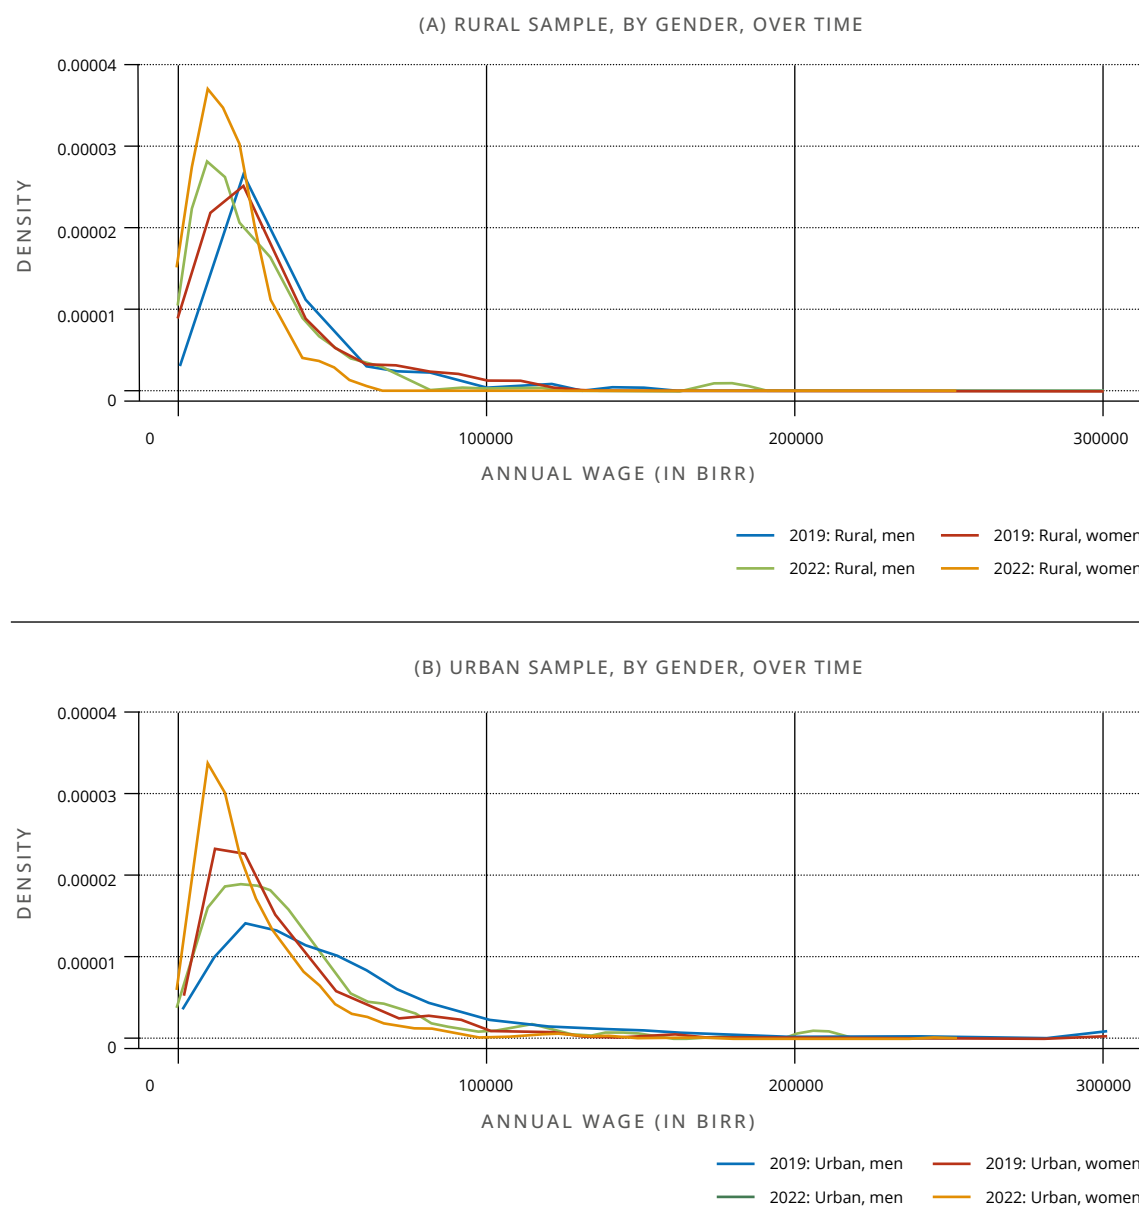 (A) RURAL SAMPLE, BY GENDER, OVER TIME
0.00004
0.00003
0.00002
0.00001
0
DENSITY
0 100000 200000 300000
ANNUAL WAGE (IN BIRR)
2019: Rural, men 2019: Rural, women
2022: Rural, men 2022: Rural, women
(B) URBAN SAMPLE, BY GENDER, OVER TIME
0.00004
0.00003
0.00002
0.00001
0
DENSITY
0 100000 200000 300000
ANNUAL WAGE (IN BIRR)
2019: Urban, men 2019: Urban, women
2022: Urban, men 2022: Urban, women